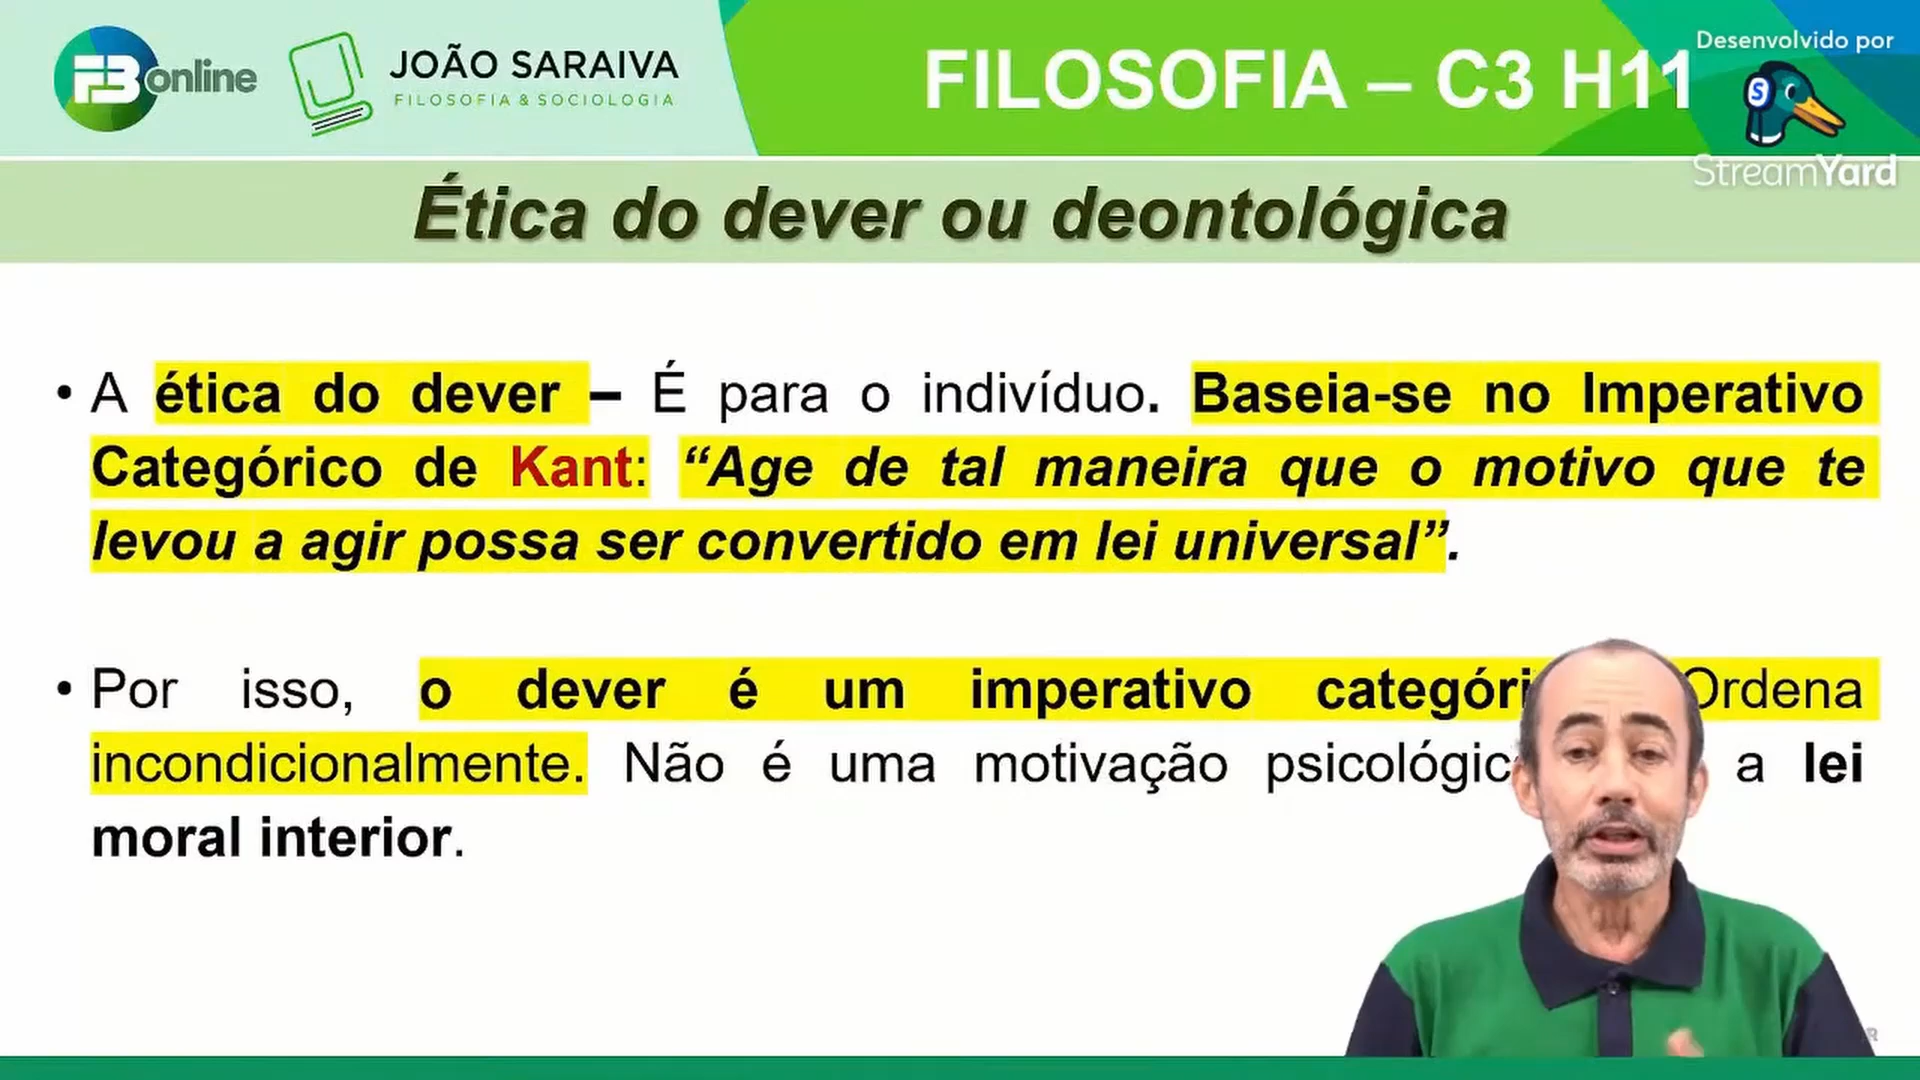 FB online
JOÃO SARAIVA
FILOSOFIA & SOCIOLOGIA
FILOSOFIA – C3 H11
Desenvolvido por
S
StreamYard
Ética do dever ou deontológica
• A ética do dever – É para o indivíduo. Baseia-se no Imperativo
Categórico de Kant: “Age de tal maneira que o motivo que te
levou a agir possa ser convertido em lei universal”.
• Por isso, o dever é um imperativo Ordena
incondicionalmente. Não é uma motivação a lei
moral interior.